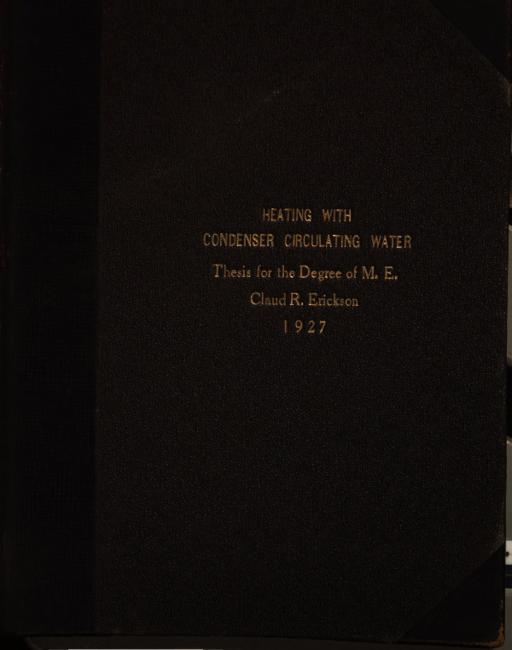 HEATING WITH
CONDENSER CIRCULATING WATER
Thesis for the Degree of M. E.
Claud R. Erickson
1927